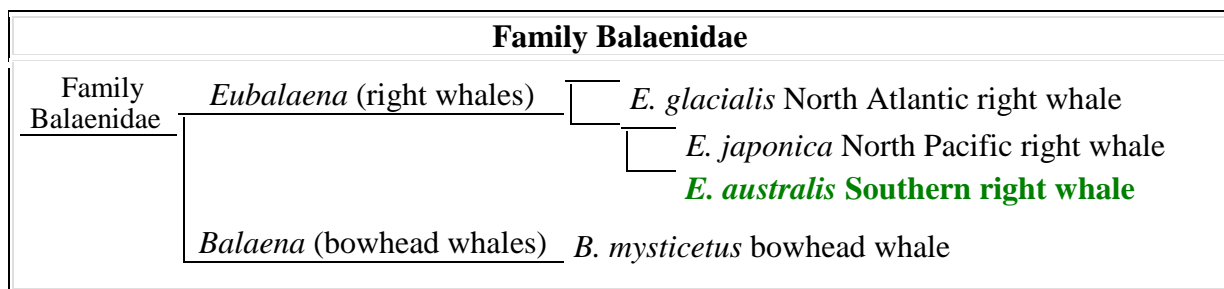 Family Balaenidae
Family
Balaenidae
Eubalaena (right whales)
E. glacialis North Atlantic right whale
E. japonica North Pacific right whale
E. australis Southern right whale
Balaena (bowhead whales)
B. mysticetus bowhead whale